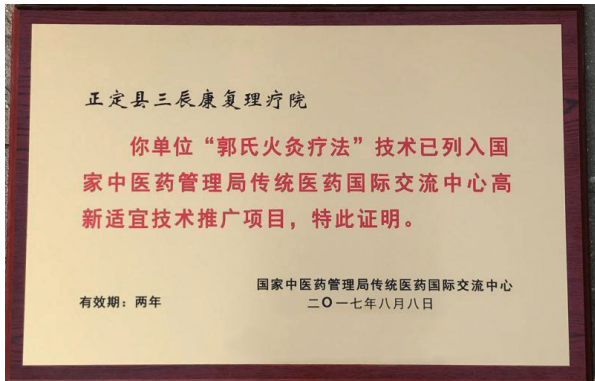 正定县三辰康复理疗院
你单位“郭氏火灸疗法”技术已列入国
家中医药管理局传统医药国际交流中心高
新适宜技术推广项目，特此证明。
国家中医药管理局传统医药国际交流中心
有效期：两年
二〇一七年八月八日